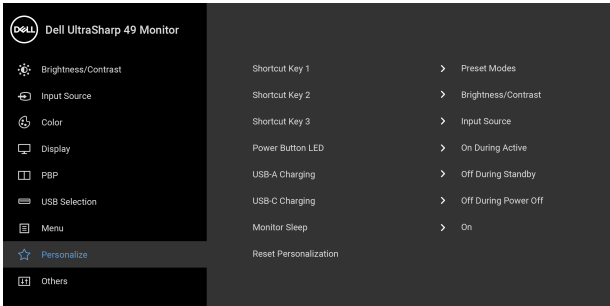 DELL Dell UltraSharp 49 Monitor
Brightness/Contrast
Input Source
Color
Display
PBP
USB Selection
Menu
Personalize
Others
Shortcut Key 1 > Preset Modes
Shortcut Key 2 > Brightness/Contrast
Shortcut Key 3 > Input Source
Power Button LED > On During Active
USB-A Charging > Off During Standby
USB-C Charging > Off During Power Off
Monitor Sleep > On
Reset Personalization